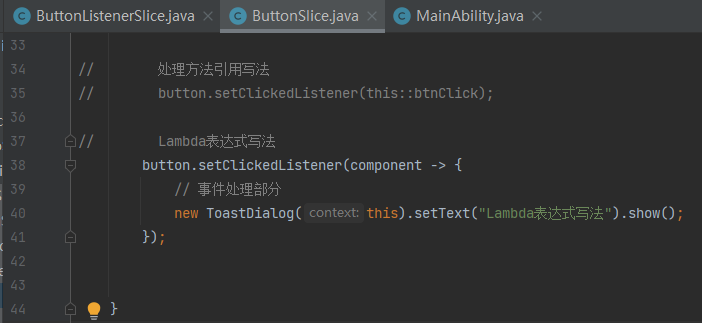 ButtonListenerSlice.java ButtonSlice.java MainAbility.java
33
34 // 处理方法引用写法
35 // button.setClickedListener(this::btnClick);
36
37 // Lambda表达式写法
38 button.setClickedListener(component -> {
39 // 事件处理部分
40 new ToastDialog( context: this).setText("Lambda表达式写法").show();
41 });
42
43
44 }